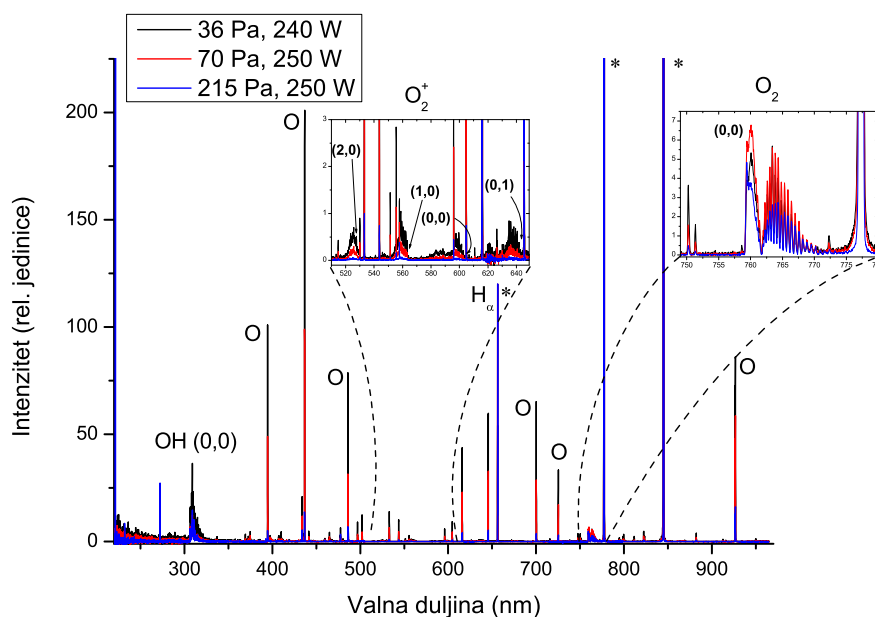 36 Pa, 240 W
70 Pa, 250 W
215 Pa, 250 W
Intenzitet (rel. jedinice)
200
150
100
50
0
300 400 500 600 700 800 900
Valna duljina (nm)
OH (0,0)
O
O
O
H α *
O
O
O
* *
O2+
(2,0)
(1,0)
(0,0)
(0,1)
3
2
1
0
520 540 560 580 600 620 640
O2
(0,0)
7
6
5
4
3
2
1
0
750 755 760 765 770 775 780